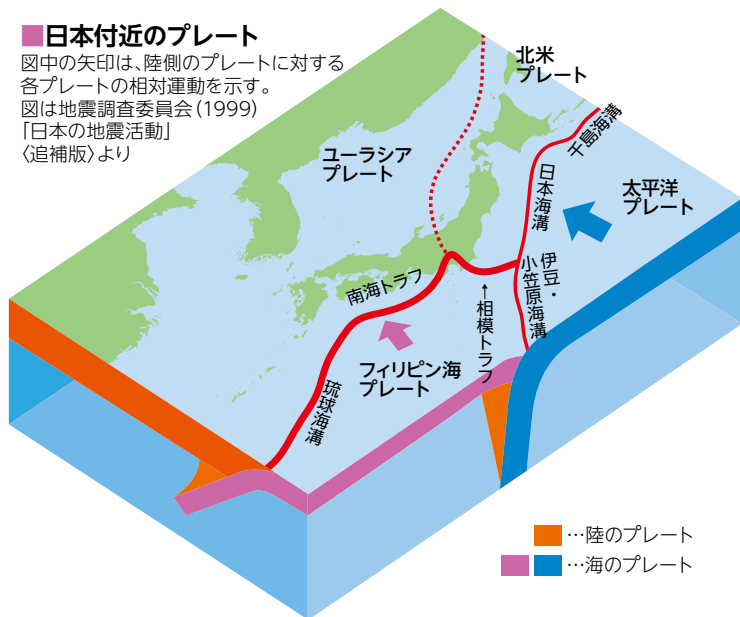 ■日本付近のプレート
図中の矢印は、陸側のプレートに対する
各プレートの相対運動を示す。
図は地震調査委員会(1999)
「日本の地震活動」
〈追補版〉より
北米
プレート
千島海溝
ユーラシア
プレート
日本海溝
太平洋
プレート
伊豆・
小笠原海溝
南海トラフ
←相模トラフ
フィリピン海
プレート
琉球海溝
…陸のプレート
…海のプレート